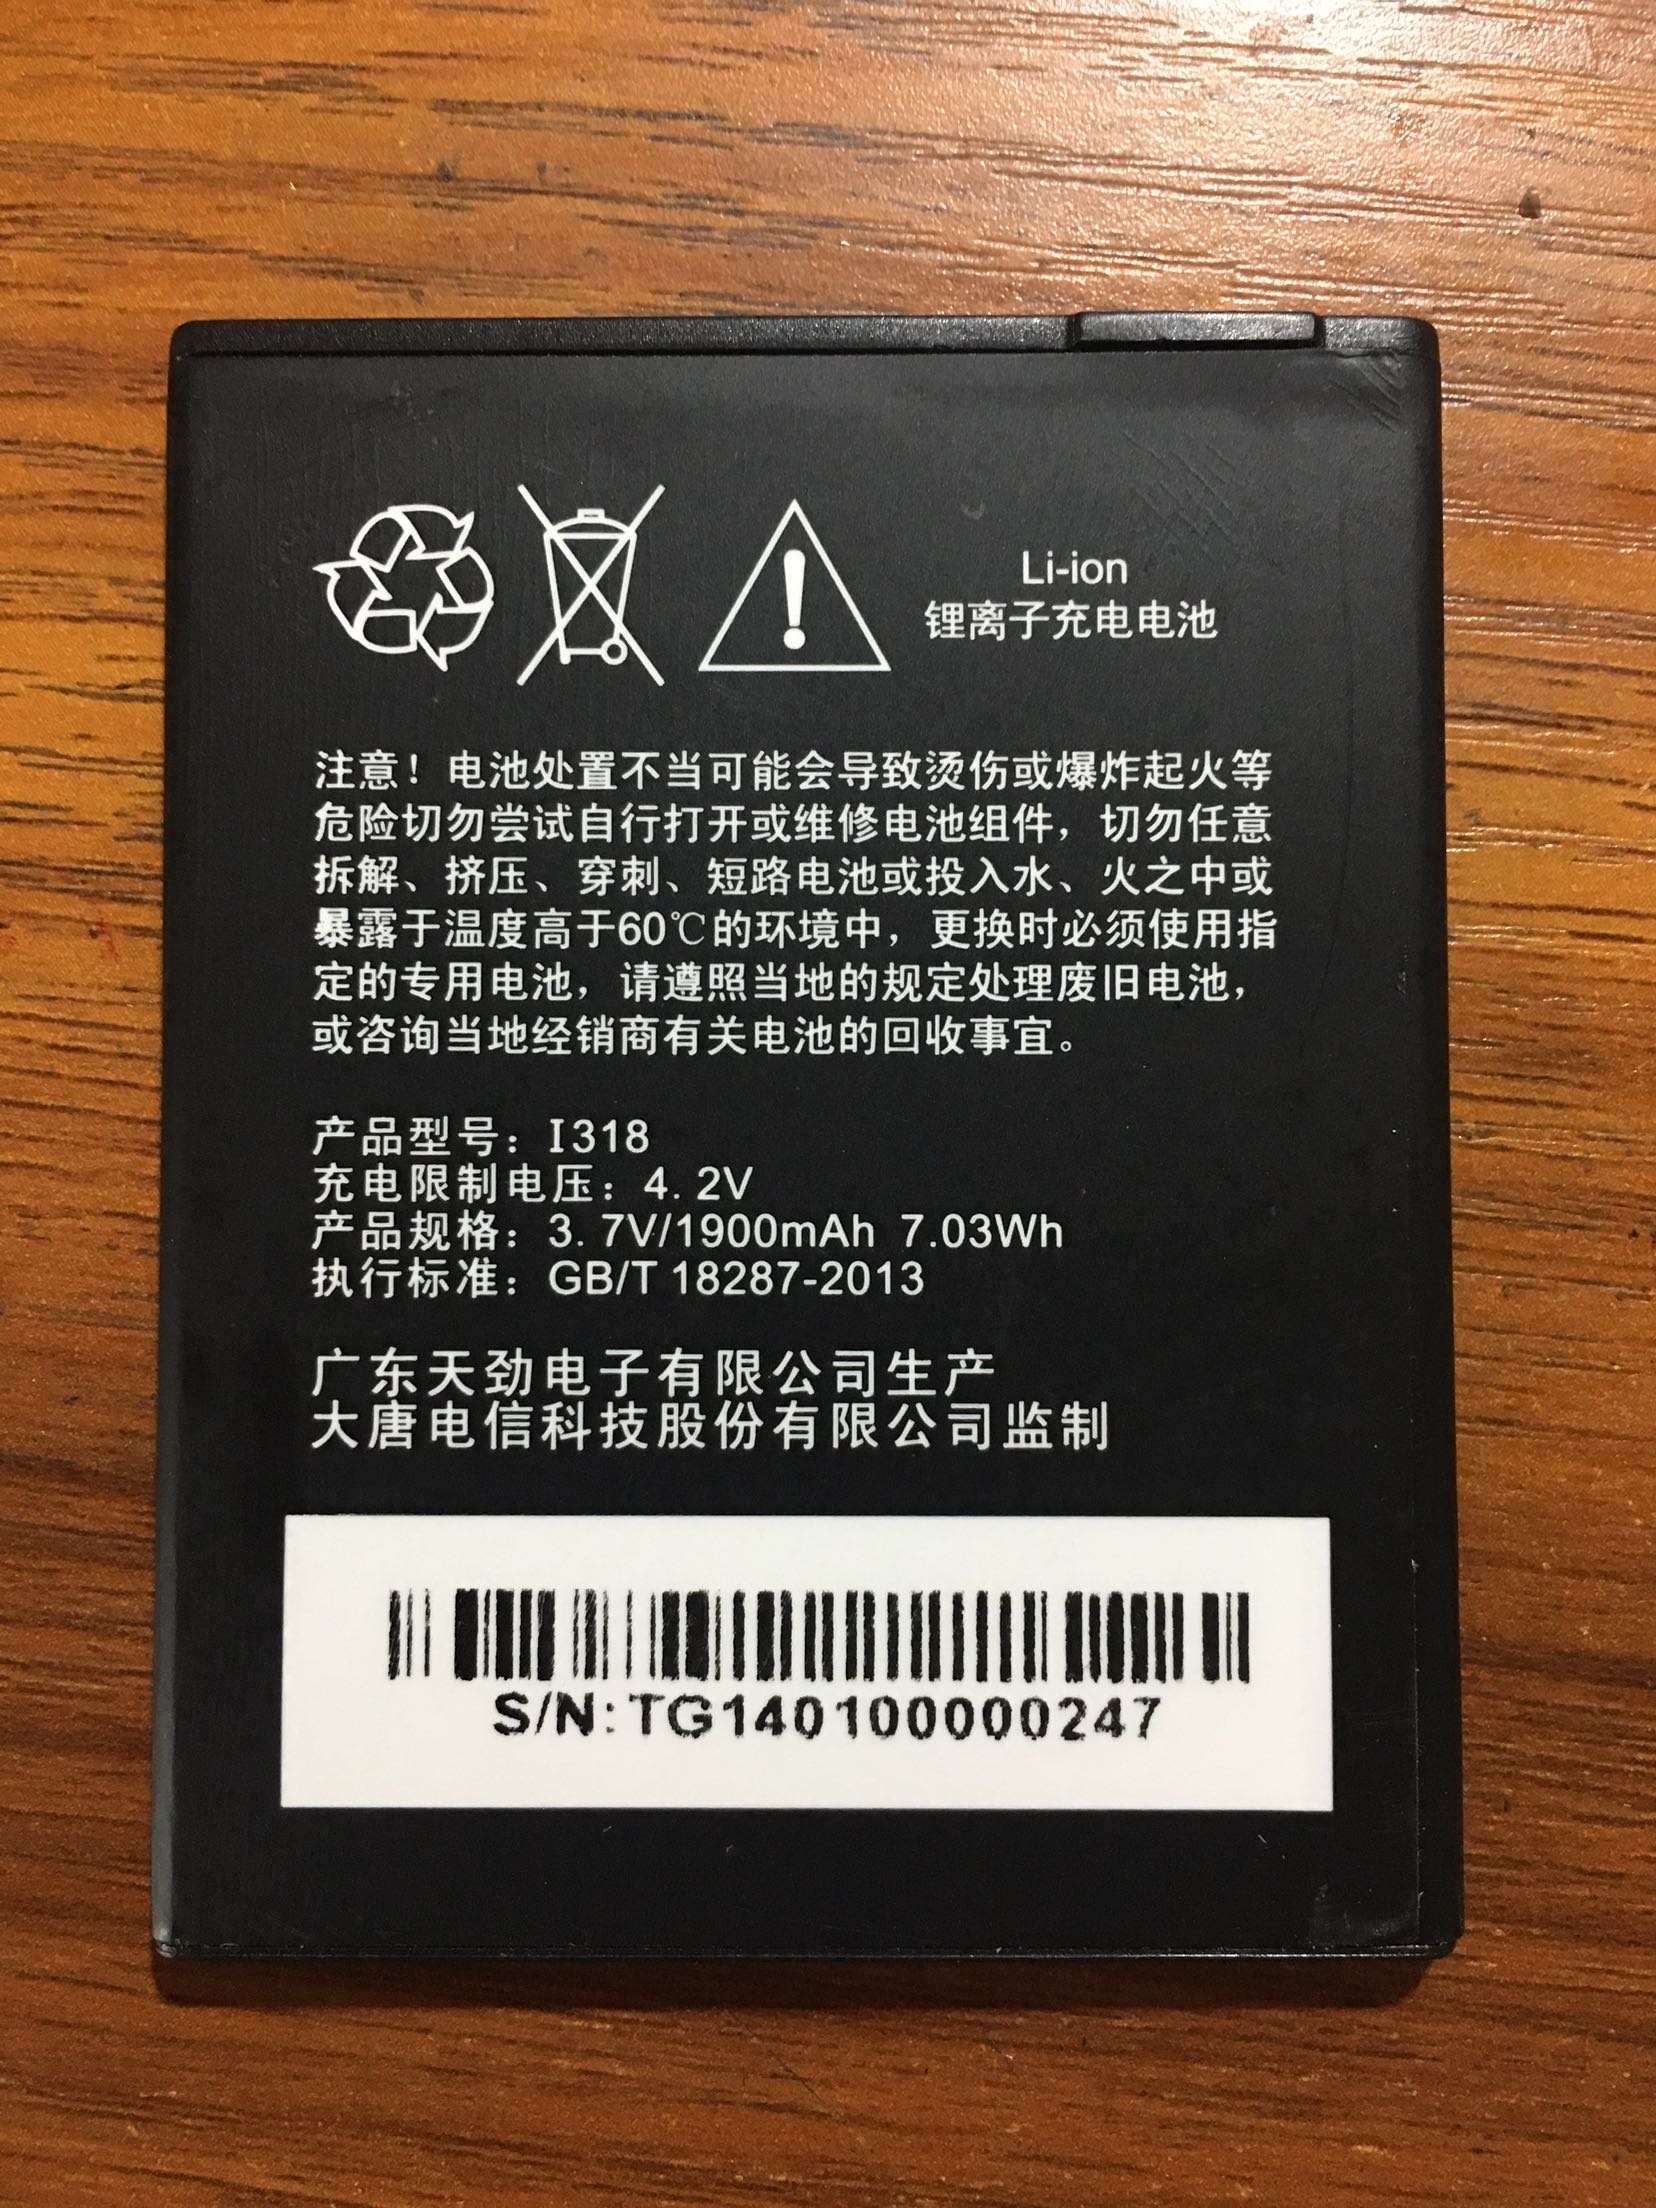 Li-ion
锂离子充电电池
注意！电池处置不当可能会导致烫伤或爆炸起火等
危险切勿尝试自行打开或维修电池组件，切勿任意
拆解、挤压、穿刺、短路电池或投入水、火之中或
暴露于温度高于60℃的环境中，更换时必须使用指
定的专用电池，请遵照当地的规定处理废旧电池，
或咨询当地经销商有关电池的回收事宜。
产品型号：I318
充电限制电压：4.2V
产品规格：3.7V/1900mAh 7.03Wh
执行标准：GB/T 18287-2013
广东天劲电子有限公司生产
大唐电信科技股份有限公司监制
S/N:TG140100000247